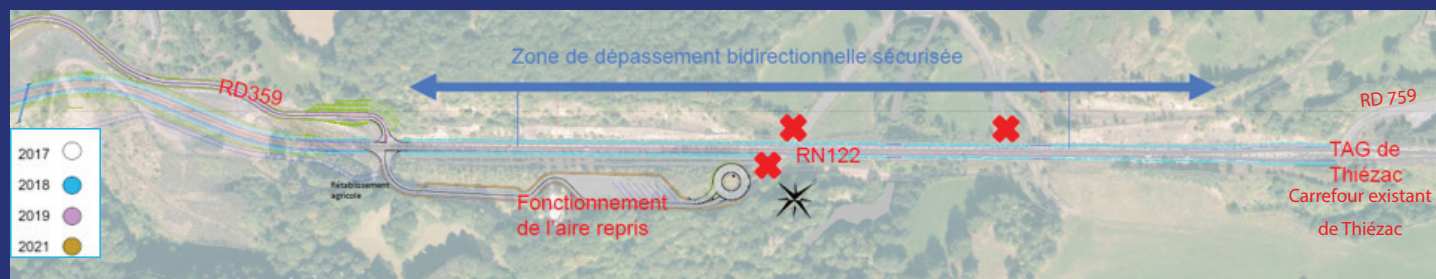 Zone de dépassement bidirectionnelle sécurisée
RD359
RD 759
2017
2018
2019
2021
RN122
TAG de
Thiézac
Carrefour existant
de Thiézac
Rétablissement
agricole
Fonctionnement
de l'aire repris